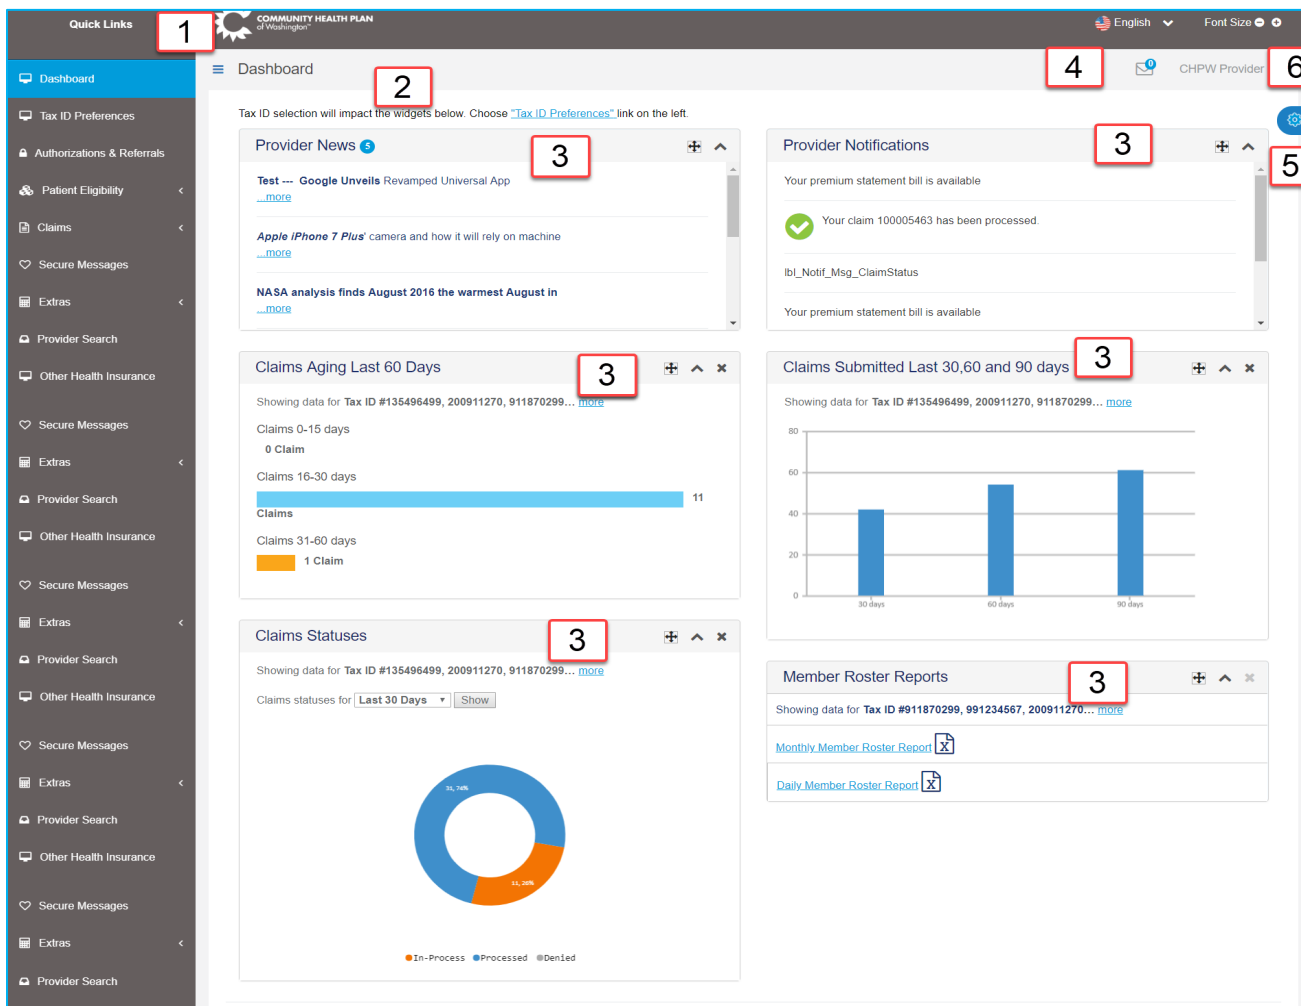 Quick Links
1
COMMUNITY HEALTH PLAN
of Washington™
English
Font Size
Dashboard
Tax ID Preferences
Authorizations & Referrals
Patient Eligibility
Claims
Secure Messages
Extras
Provider Search
Other Health Insurance
Secure Messages
Extras
Provider Search
Other Health Insurance
Secure Messages
Extras
Provider Search
Other Health Insurance
Secure Messages
Extras
Provider Search
Other Health Insurance
Secure Messages
Extras
Provider Search
Dashboard
2
4
0
CHPW Provider
6
Tax ID selection will impact the widgets below. Choose "Tax ID Preferences" link on the left.
5
Provider News 5
3
Test --- Google Unveils Revamped Universal App
...more
Apple iPhone 7 Plus' camera and how it will rely on machine
...more
NASA analysis finds August 2016 the warmest August in
...more
Provider Notifications
3
Your premium statement bill is available
Your claim 100005463 has been processed.
lbl_Notif_Msg_ClaimStatus
Your premium statement bill is available
Claims Aging Last 60 Days
3
Showing data for Tax ID #135496499, 200911270, 911870299... more
Claims 0-15 days
0 Claim
Claims 16-30 days
11
Claims
Claims 31-60 days
1 Claim
Claims Submitted Last 30,60 and 90 days
3
Showing data for Tax ID #135496499, 200911270, 911870299... more
80
60
40
20
0
30 days
60 days
90 days
Claims Statuses
3
Showing data for Tax ID #135496499, 200911270, 911870299... more
Claims statuses for Last 30 Days Show
31, 74%
11, 26%
In-Process Processed Denied
Member Roster Reports
3
Showing data for Tax ID #911870299, 991234567, 200911270... more
Monthly Member Roster Report X
Daily Member Roster Report X